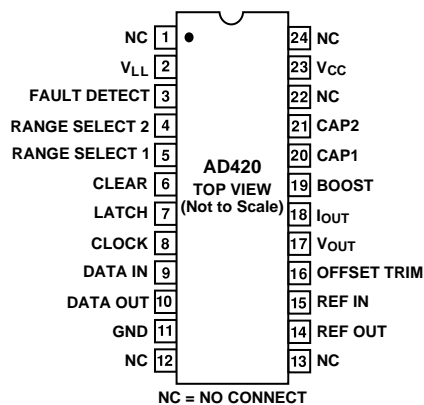 NC 1 24 NC
VLL 2 23 VCC
FAULT DETECT 3 22 NC
RANGE SELECT 2 4 21 CAP2
RANGE SELECT 1 5 20 CAP1
CLEAR 6 19 BOOST
LATCH 7 18 IOUT
CLOCK 8 17 VOUT
DATA IN 9 16 OFFSET TRIM
DATA OUT 10 15 REF IN
GND 11 14 REF OUT
NC 12 13 NC
AD420
TOP VIEW
(Not to Scale)
NC = NO CONNECT